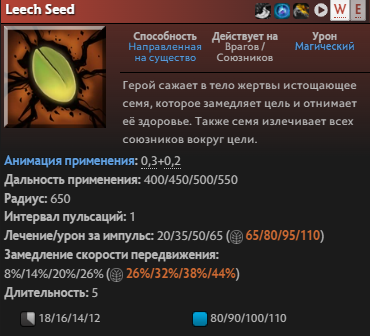 Leech Seed
W E
Способность
Направленная
на существо
Действует на
Врагов /
Союзников
Урон
Магический
Герой сажает в тело жертвы истощающее
семя, которое замедляет цель и отнимает
её здоровье. Также семя излечивает всех
союзников вокруг цели.
Анимация применения: 0,3+0,2
Дальность применения: 400/450/500/550
Радиус: 650
Интервал пульсаций: 1
Лечение/урон за импульс: 20/35/50/65 (65/80/95/110)
Замедление скорости передвижения:
8%/14%/20%/26% (26%/32%/38%/44%)
Длительность: 5
18/16/14/12 80/90/100/110